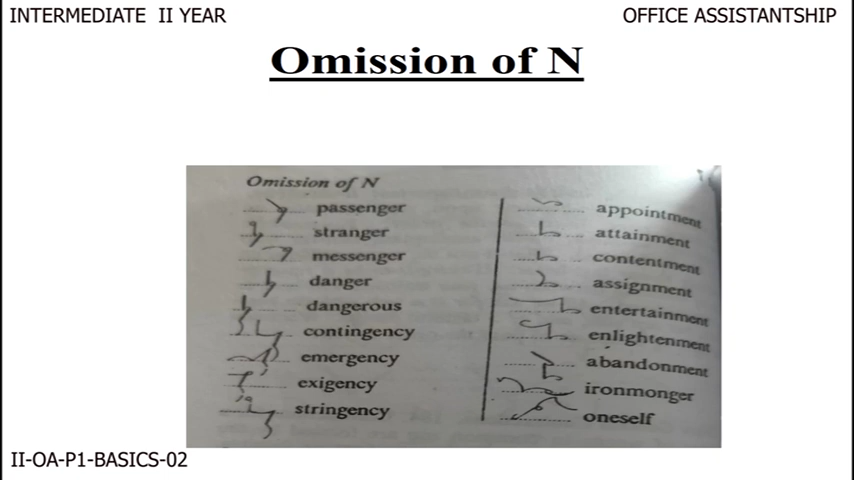 INTERMEDIATE II YEAR
OFFICE ASSISTANTSHIP
Omission of N
Omission of N
passenger
stranger
messenger
danger
dangerous
contingency
emergency
exigency
stringency
appointment
attainment
contentment
assignment
entertainment
enlightenment
abandonment
ironmonger
oneself
II-OA-P1-BASICS-02